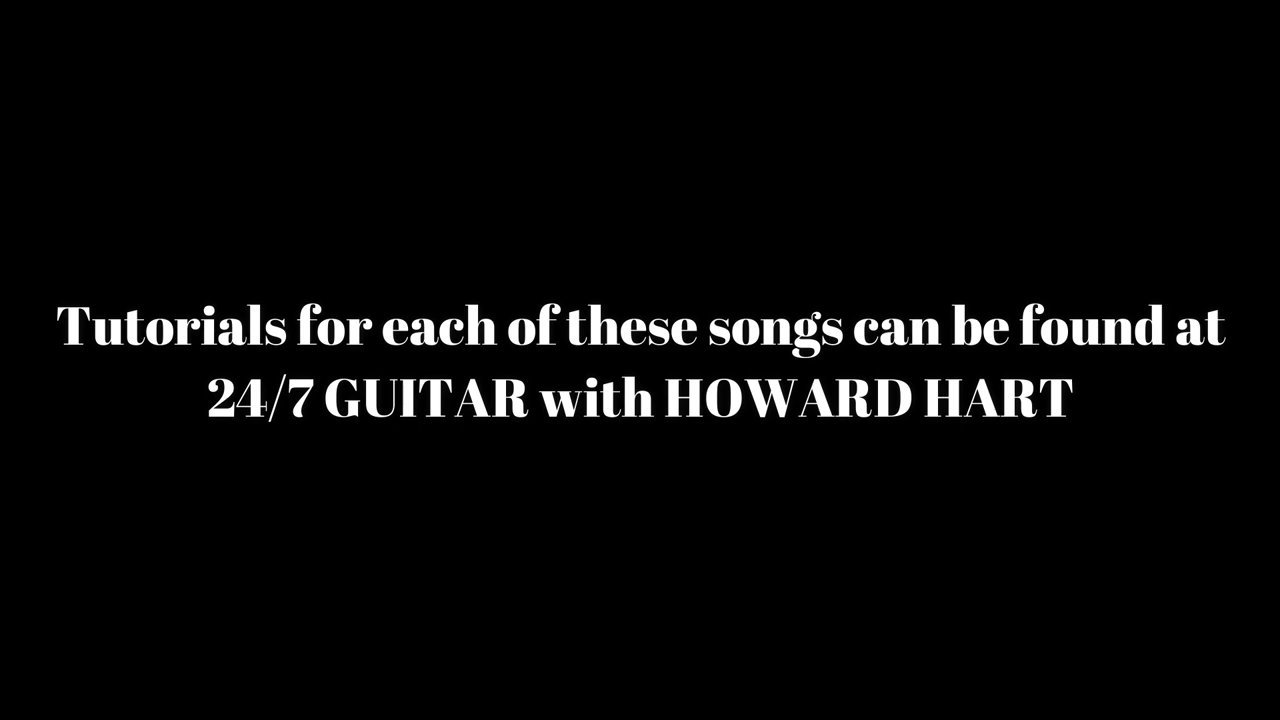 Tutorials for each of these songs can be found at
24/7 GUITAR with HOWARD HART